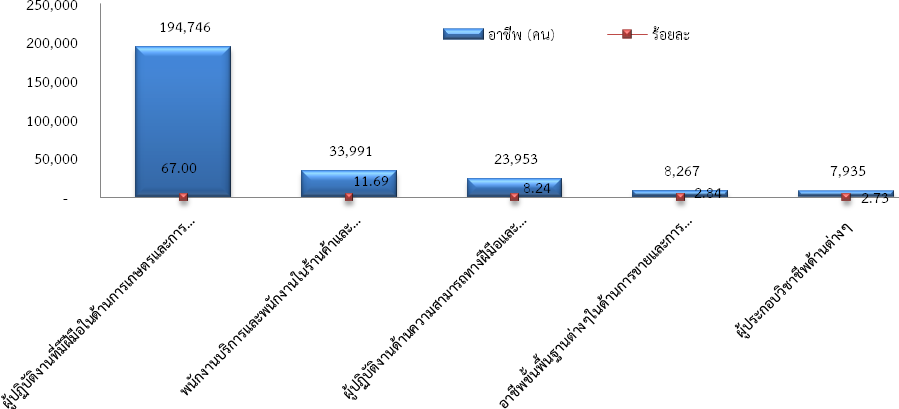 250,000
200,000
150,000
100,000
50,000
-
194,746
33,991
23,953
8,267
7,935
67.00
11.69
8.24
2.84
2.73
อาชีพ (คน)
ร้อยละ
ผู้ปฏิบัติงานที่มีฝีมือในด้านการเกษตรและการ...
พนักงานบริการและพนักงานในร้านค้าและ...
ผู้ปฏิบัติงานด้านความสามารถทางฝีมือและ...
อาชีพขั้นพื้นฐานต่างๆในด้านการขายและการ...
ผู้ประกอบวิชาชีพด้านต่างๆ